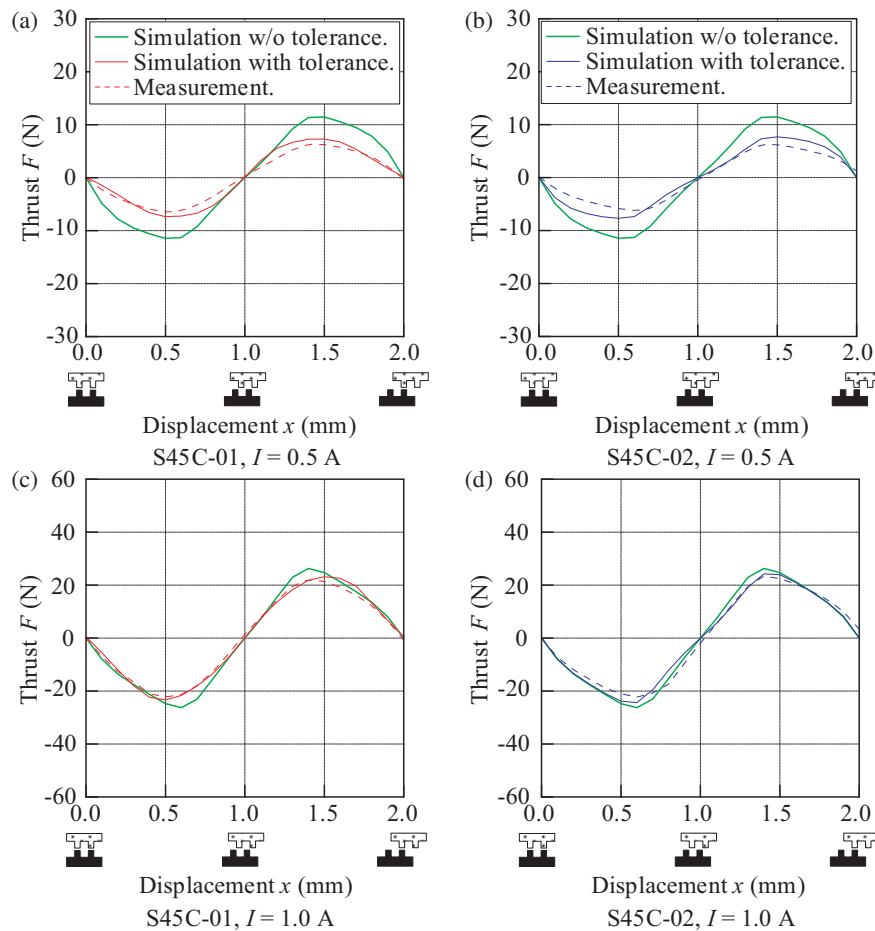 (a)
30
20
10
0
-10
-20
-30
Thrust F (N)
Simulation w/o tolerance.
Simulation with tolerance.
Measurement.
0.0 0.5 1.0 1.5 2.0
Displacement x (mm)
S45C-01, I = 0.5 A
(b)
30
20
10
0
-10
-20
-30
Thrust F (N)
Simulation w/o tolerance.
Simulation with tolerance.
Measurement.
0.0 0.5 1.0 1.5 2.0
Displacement x (mm)
S45C-02, I = 0.5 A
(c)
60
40
20
0
-20
-40
-60
Thrust F (N)
0.0 0.5 1.0 1.5 2.0
Displacement x (mm)
S45C-01, I = 1.0 A
(d)
60
40
20
0
-20
-40
-60
Thrust F (N)
0.0 0.5 1.0 1.5 2.0
Displacement x (mm)
S45C-02, I = 1.0 A